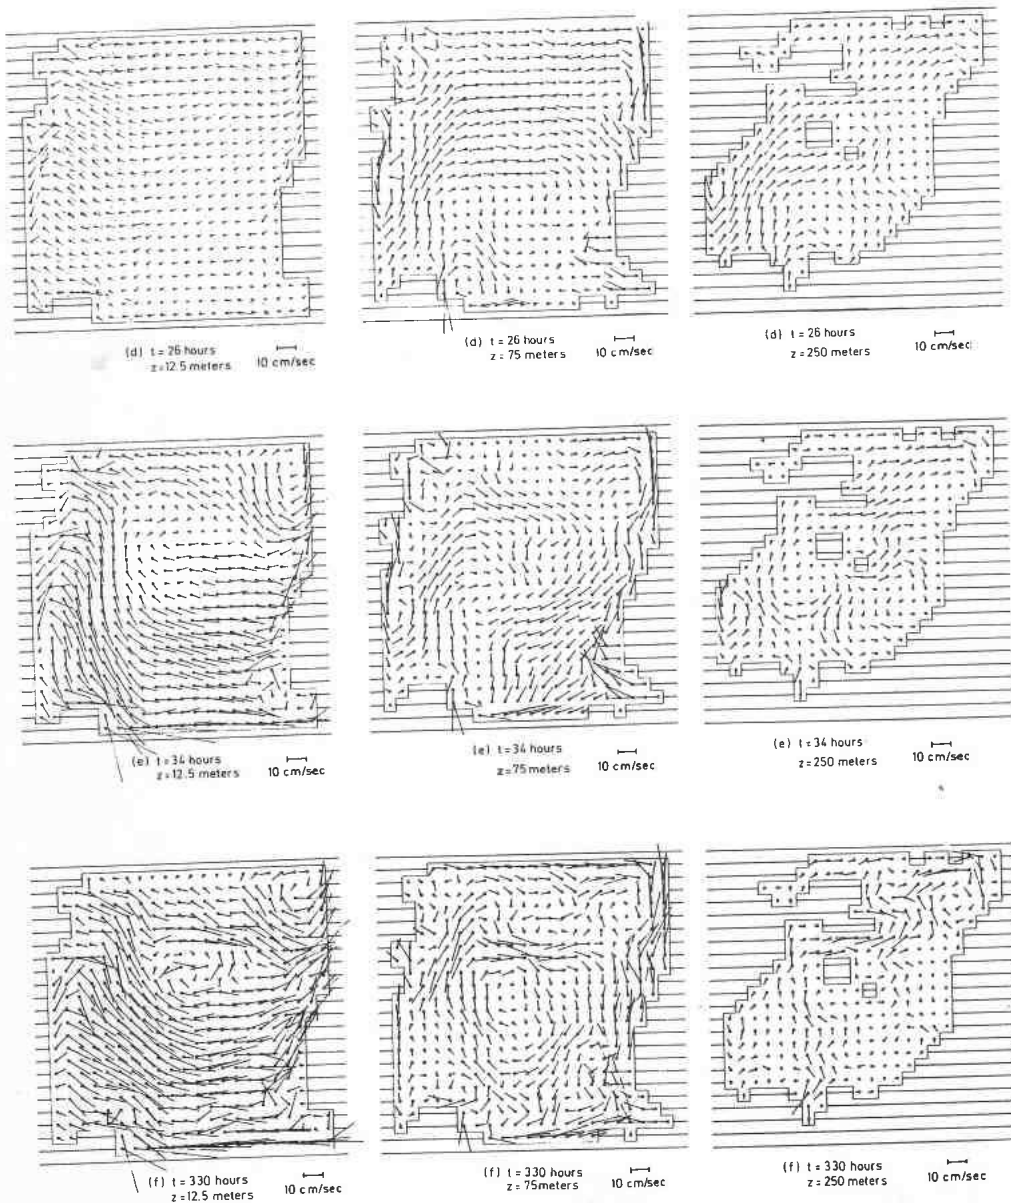 (d) t = 26 hours
z = 12.5 meters 10 cm/sec
(d) t = 26 hours
z = 75 meters 10 cm/sec
(d) t = 26 hours
z = 250 meters 10 cm/sec
(e) t = 34 hours
z = 12.5 meters 10 cm/sec
(e) t = 34 hours
z = 75 meters 10 cm/sec
(e) t = 34 hours
z = 250 meters 10 cm/sec
(f) t = 330 hours
z = 12.5 meters 10 cm/sec
(f) t = 330 hours
z = 75 meters 10 cm/sec
(f) t = 330 hours
z = 250 meters 10 cm/sec